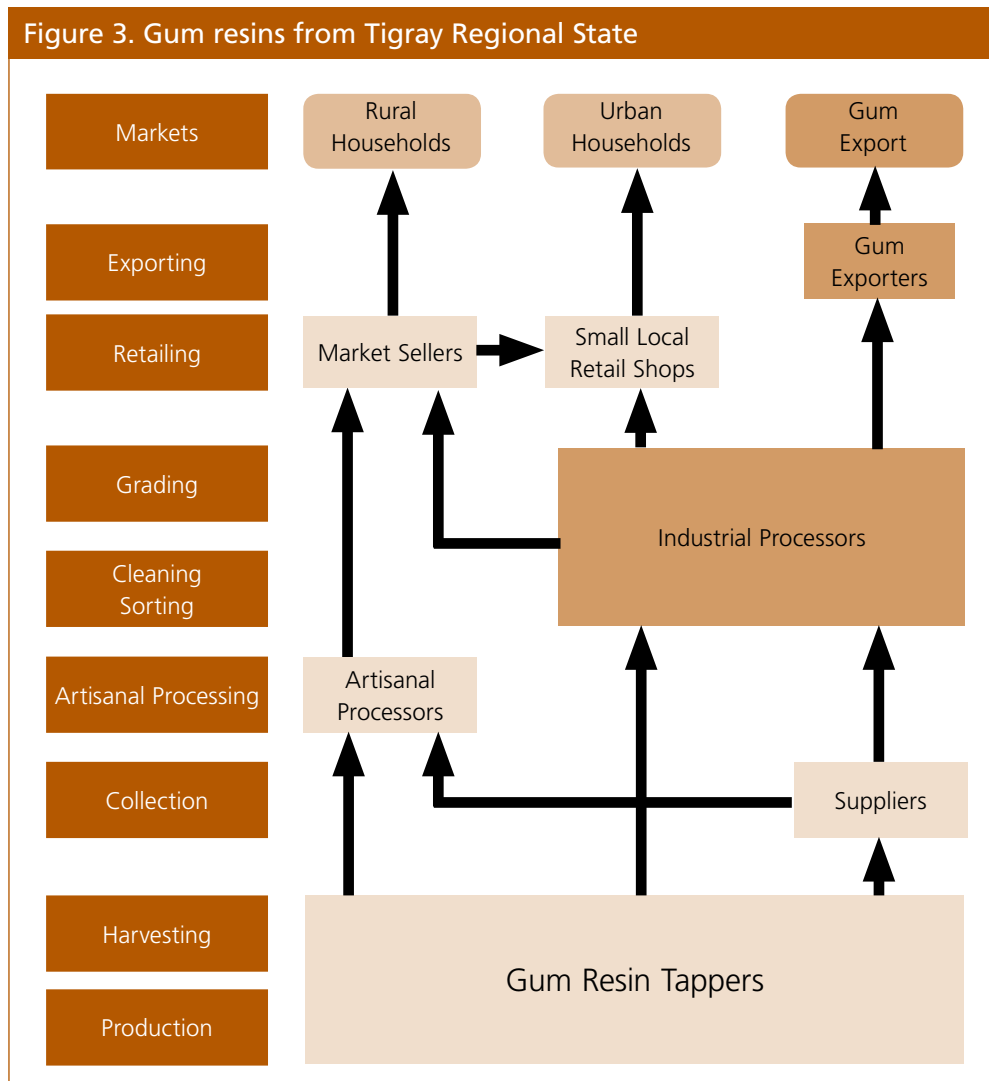 Figure 3. Gum resins from Tigray Regional State
Markets
Rural
Households
Urban
Households
Gum
Export
Exporting
Gum
Exporters
Retailing
Market Sellers
Small Local
Retail Shops
Grading
Industrial Processors
Cleaning
Sorting
Artisanal Processing
Artisanal
Processors
Collection
Suppliers
Harvesting
Gum Resin Tappers
Production